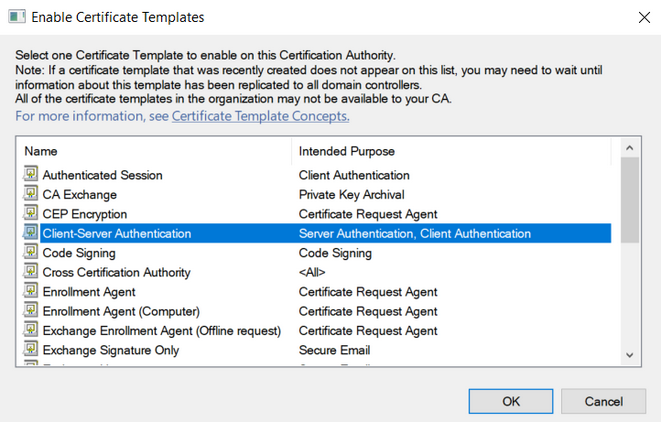 Enable Certificate Templates
Select one Certificate Template to enable on this Certification Authority.
Note: If a certificate template that was recently created does not appear on this list, you may need to wait until
information about this template has been replicated to all domain controllers.
All of the certificate templates in the organization may not be available to your CA.
For more information, see Certificate Template Concepts.
Name Intended Purpose
Authenticated Session Client Authentication
CA Exchange Private Key Archival
CEP Encryption Certificate Request Agent
Client-Server Authentication Server Authentication, Client Authentication
Code Signing Code Signing
Cross Certification Authority <All>
Enrollment Agent Certificate Request Agent
Enrollment Agent (Computer) Certificate Request Agent
Exchange Enrollment Agent (Offline request) Certificate Request Agent
Exchange Signature Only Secure Email
OK Cancel